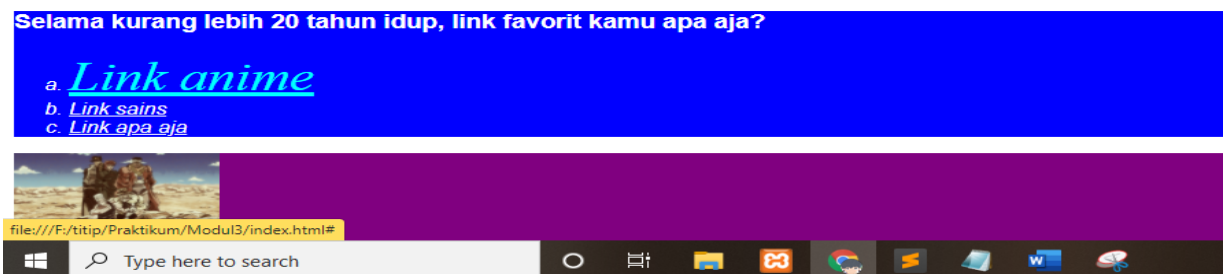 Selama kurang lebih 20 tahun idup, link favorit kamu apa aja?
a. Link anime
b. Link sains
c. Link apa aja
file:///F:/titip/Praktikum/Modul3/index.html#
Type here to search